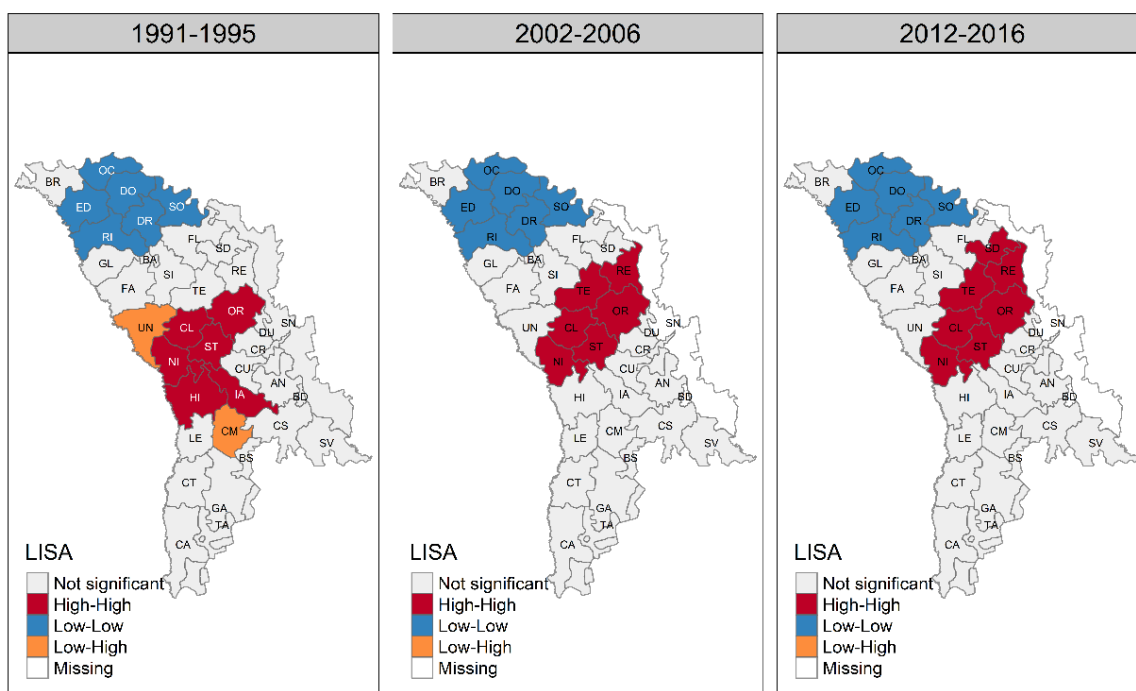 1991-1995
OC
BR
DO
ED
SO
DR
RI
FL
SD
BA
GL
SI
RE
FA
TE
OR
UN
CL
SN
DU
ST
CR
NI
CU
AN
HI
IA
BD
CM
CS
LE
SV
BS
CT
GA
TA
CA
LISA
Not significant
High-High
Low-Low
Low-High
Missing
2002-2006
OC
BR
DO
ED
SO
DR
RI
FL
SD
BA
GL
SI
RE
FA
TE
OR
UN
CL
SN
DU
ST
CR
NI
CU
AN
HI
IA
BD
CM
CS
LE
SV
BS
CT
GA
TA
CA
LISA
Not significant
High-High
Low-Low
Low-High
Missing
2012-2016
OC
BR
DO
ED
SO
DR
RI
FL
SD
BA
GL
SI
RE
FA
TE
OR
UN
CL
SN
DU
ST
CR
NI
CU
AN
HI
IA
BD
CM
CS
LE
SV
BS
CT
GA
TA
CA
LISA
Not significant
High-High
Low-Low
Low-High
Missing